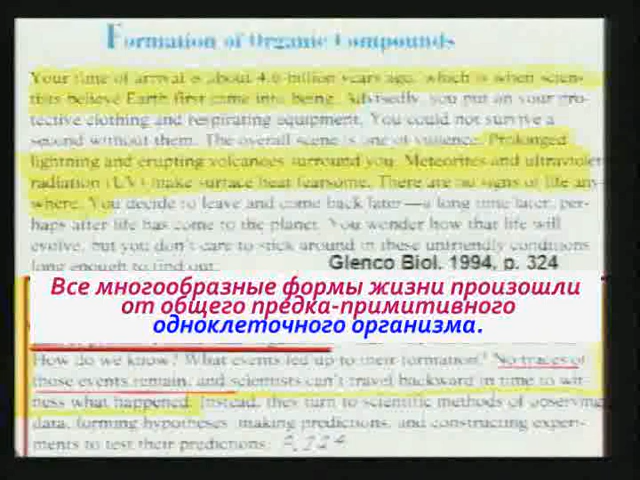 Formation of Organic Compounds
Your time of arrival is about 4.6 billion years ago, which is when scien-
tists believe Earth first came into being. Advisedly, you put on your pro-
tective clothing and respirating equipment. You could not survive a
second without them. The overall scene is one of violence. Prolonged
lightning and erupting volcanoes surround you. Meteorites and ultraviolet
radiation (UV) make surface heat fearsome. There are no signs of life any-
where. You decide to leave and come back later—a long time later, per-
haps after life has come to the planet. You wonder how that life will
evolve, but you don't care to stick around in these unfriendly conditions
long enough to find out.
Glenco Biol. 1994, p. 324
Все многообразные формы жизни произошли
от общего предка-примитивного
одноклеточного организма.
How do we know? What events led up to their formation? No traces of
those events remain, and scientists can't travel backward in time to wit-
ness what happened. Instead, they turn to scientific methods of observing
data, forming hypotheses, making predictions, and constructing experi-
ments to test their predictions. P. 324